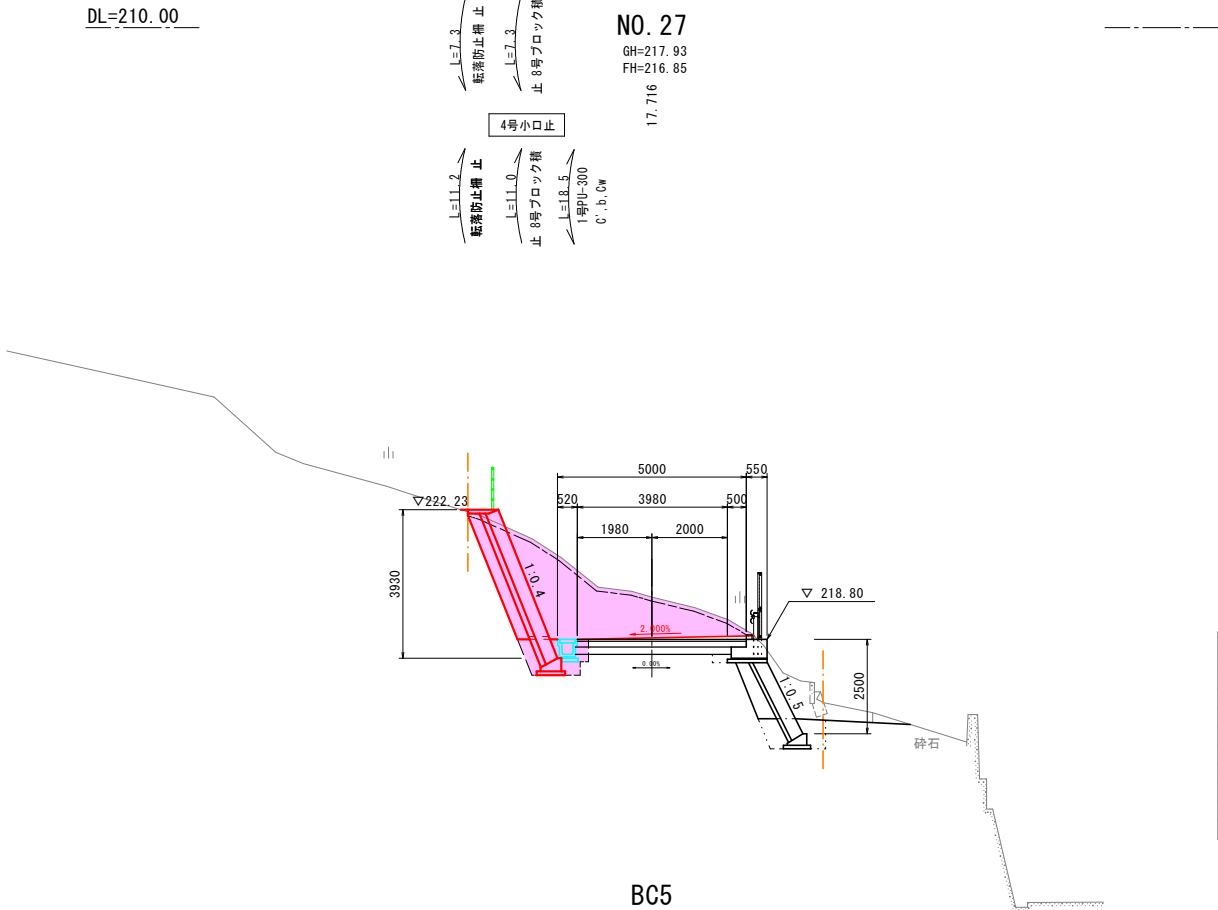 DL=210.00
L=7.3
転落防止柵 止
L=7.3
止 8号ブロック積
NO.27
GH=217.93
FH=216.85
17.716
4号小口止
L=11.2
転落防止柵 止
L=11.0
止 8号ブロック積
L=18.5
1号PU-300
C',b,Cw
5000
550
▽222.23
520
3980
500
1980
2000
3930
1:0.4
2.000%
0.00%
▽ 218.80
1:0.5
2500
砕石
BC5